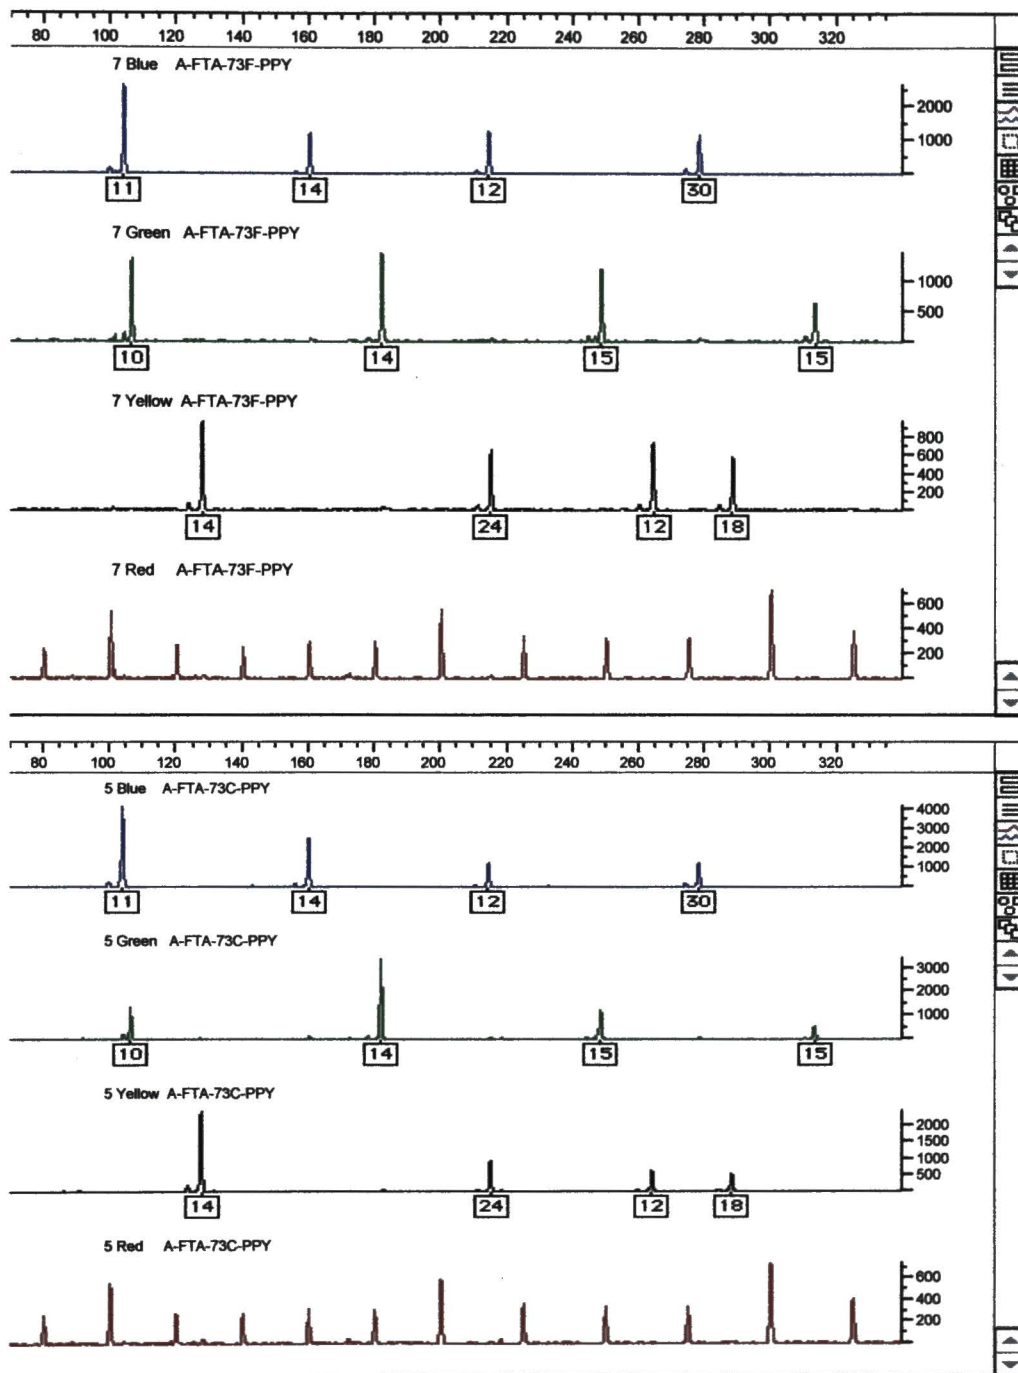 80 100 120 140 160 180 200 220 240 260 280 300 320
7 Blue A-FTA-73F-PPY
2000
1000
11 14 12 30
7 Green A-FTA-73F-PPY
1000
500
10 14 15 15
7 Yellow A-FTA-73F-PPY
800
600
400
200
14 24 12 18
7 Red A-FTA-73F-PPY
600
400
200
80 100 120 140 160 180 200 220 240 260 280 300 320
5 Blue A-FTA-73C-PPY
4000
3000
2000
1000
11 14 12 30
5 Green A-FTA-73C-PPY
3000
2000
1000
10 14 15 15
5 Yellow A-FTA-73C-PPY
2000
1500
1000
500
14 24 12 18
5 Red A-FTA-73C-PPY
600
400
200